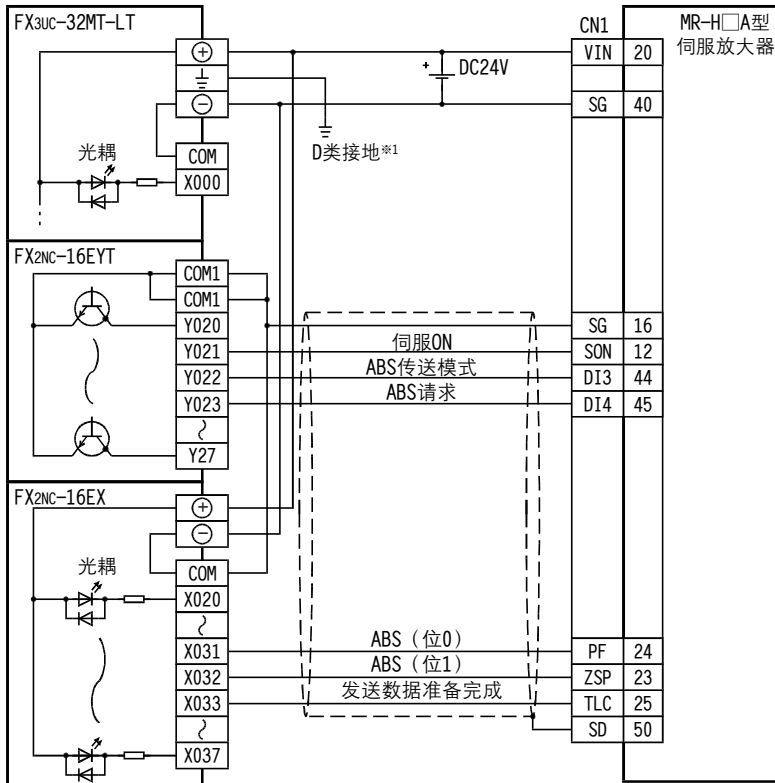 FX3UC-32MT-LT
CN1
MR-H□A型
伺服放大器
VIN 20
DC24V
+
SG 40
D类接地※1
光耦
COM
X000
FX2NC-16EYT
COM1
COM1
Y020
SG 16
Y021
伺服ON
SON 12
Y022
ABS传送模式
DI3 44
Y023
ABS请求
DI4 45
Y27
FX2NC-16EX
光耦
COM
X020
X031
ABS（位0）
PF 24
X032
ABS（位1）
ZSP 23
X033
发送数据准备完成
TLC 25
SD 50
X037